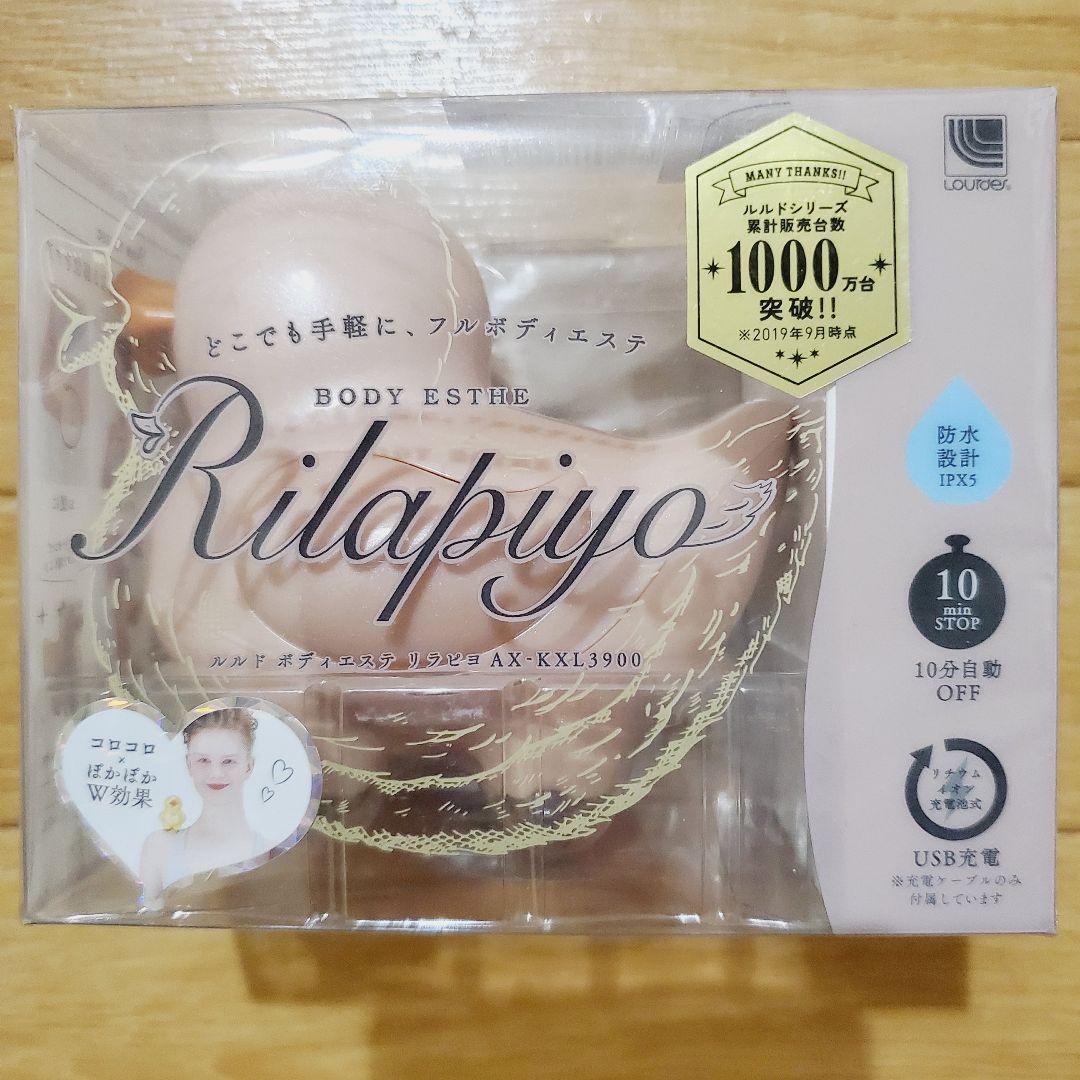 MANY THANKS!!
ルルドシリーズ
累計販売台数
1000万台
突破!!
※2019年9月時点
Lourdes
どこでも手軽に、フルボディエステ
BODY ESTHE
Rilapiyo
ルルド ボディエステ リラピヨ AX-KXL3900
防水
設計
IPX5
10
min
STOP
10分自動
OFF
リチウム
イオン
充電池式
USB充電
※充電ケーブルのみ
付属しています
コロコロ
×
ぽかぽか
W効果